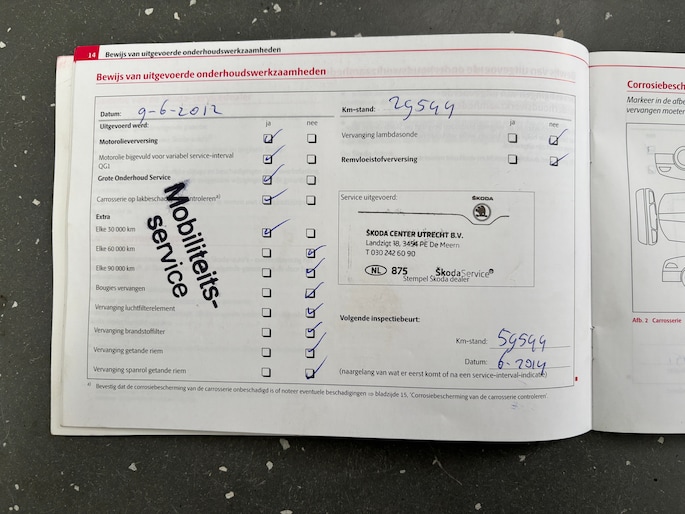 14 Bewijs van uitgevoerde onderhoudswerkzaamheden
Bewijs van uitgevoerde onderhoudswerkzaamheden
Datum: 9-6-2012
Uitgevoerd werd: ja nee
Motorolieverversing
Motorolie bijgevuld voor variabel service-interval
QG1
Grote Onderhoud Service
Carrosserie op lakbeschadigingen controleren a)
Extra
Elke 30 000 km
Elke 60 000 km
Elke 90 000 km
Bougies vervangen
Vervanging luchtfilterelement
Vervanging brandstoffilter
Vervanging getande riem
Vervanging spanrol getande riem
Mobiliteits-
service
Km-stand: 29544
ja nee
Vervanging lambdasonde
Remvloeistofverversing
Service uitgevoerd:
ŠKODA
ŠKODA CENTER UTRECHT B.V.
Landzigt 18, 3454 PE De Meern
T 030 242 60 90
NL 875 ŠkodaService
Stempel Škoda dealer
Volgende inspectiebeurt:
Km-stand: 59544
Datum: 6-2014
(naargelang van wat er eerst komt of na een service-interval-indicatie)
a) Bevestig dat de corrosiebescherming van de carrosserie onbeschadigd is of noteer eventuele beschadigingen ⇒ bladzijde 15, 'Corrosiebescherming van de carrosserie controleren'.
Markeer in de
vervangen
Afb. 2 Carrosserie